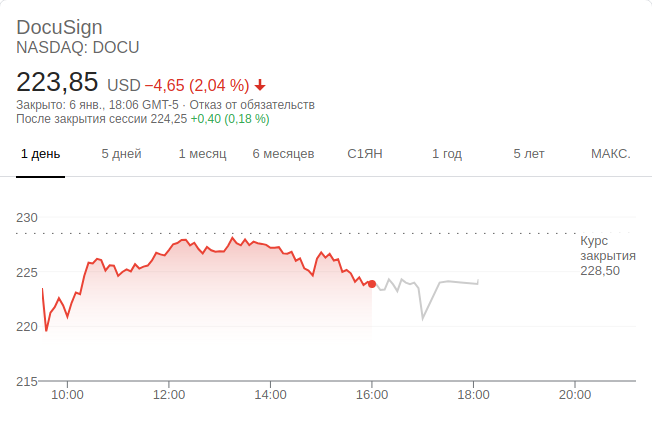 DocuSign
NASDAQ: DOCU
223,85 USD −4,65 (2,04 %)
Закрыто: 6 янв., 18:06 GMT-5 · Отказ от обязательств
После закрытия сессии 224,25 +0,40 (0,18 %)
1 день 5 дней 1 месяц 6 месяцев С1ЯН 1 год 5 лет МАКС.
230
Курс
закрытия
228,50
225
220
215
10:00 12:00 14:00 16:00 18:00 20:00